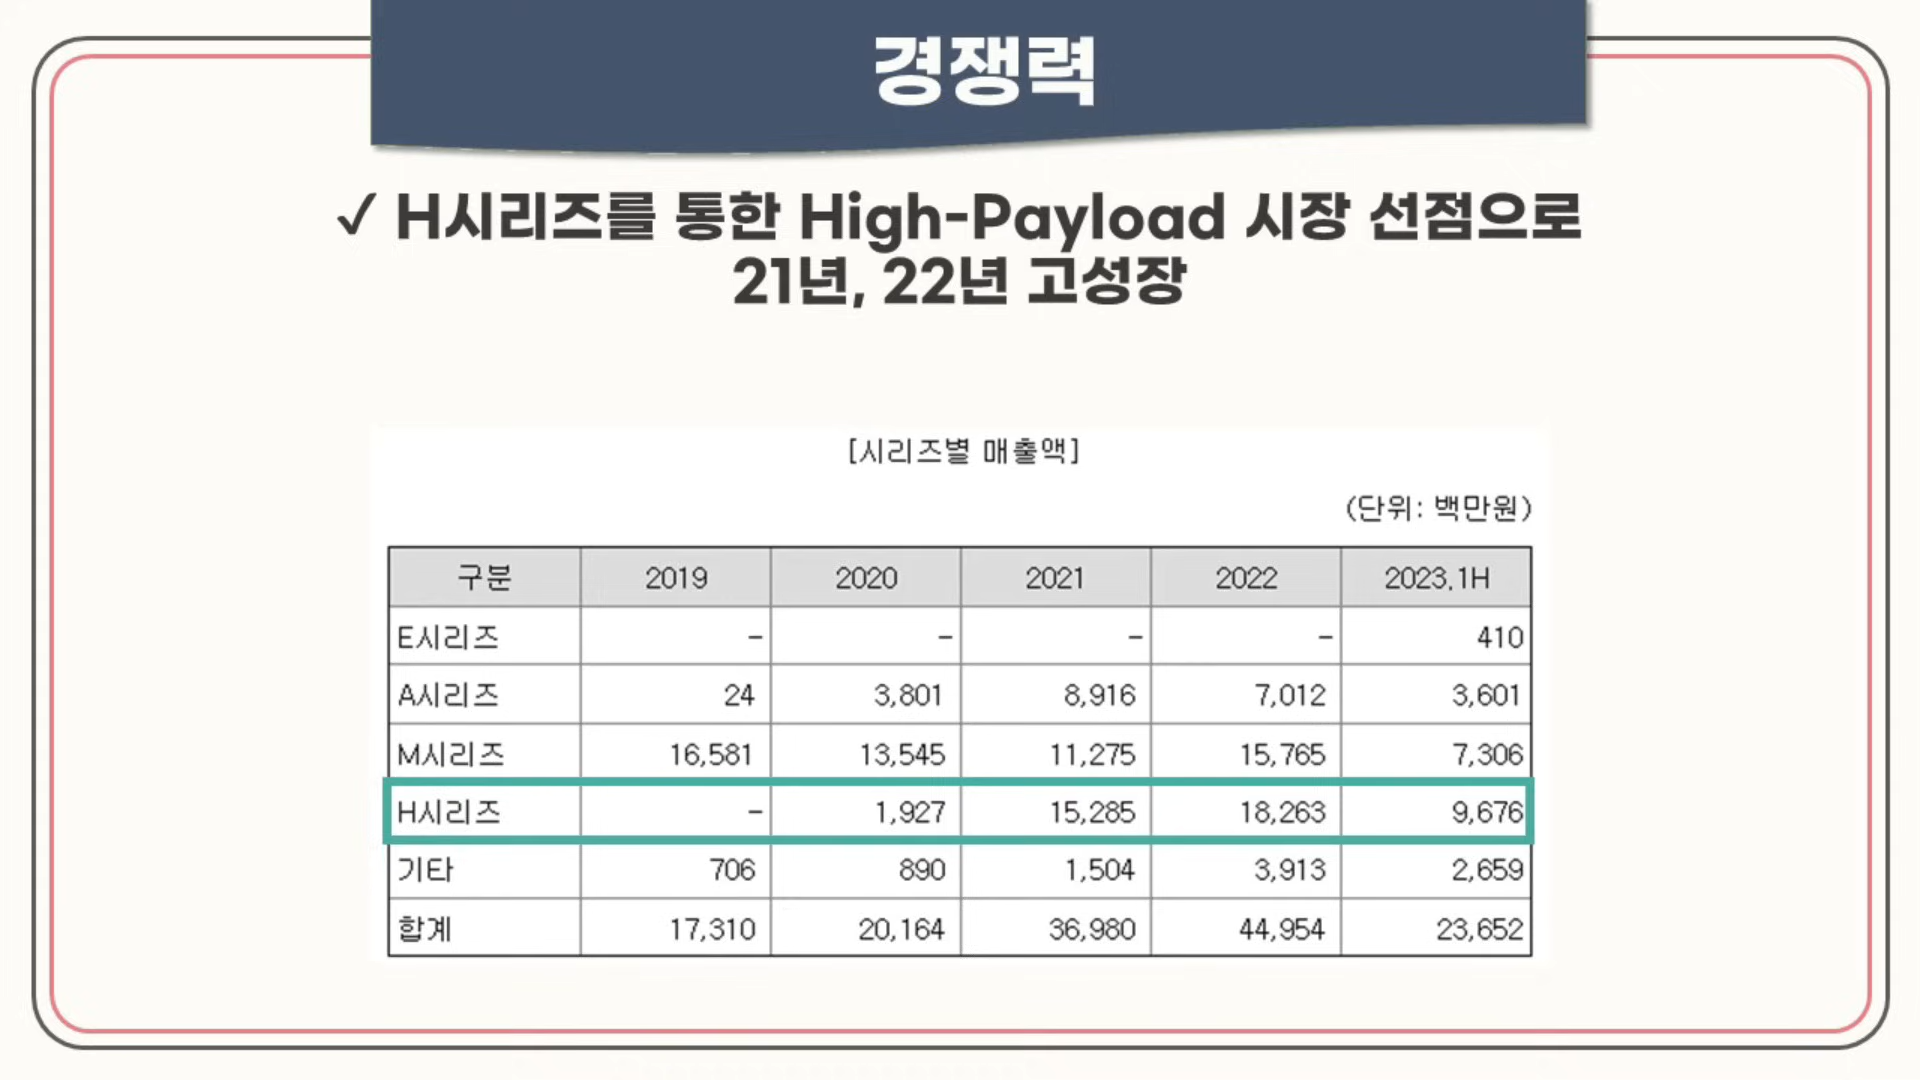 경쟁력
✓ H시리즈를 통한 High-Payload 시장 선점으로
21년, 22년 고성장
[시리즈별 매출액]
(단위: 백만원)
구분 2019 2020 2021 2022 2023.1H
E시리즈 - - - - 410
A시리즈 24 3,801 8,916 7,012 3,601
M시리즈 16,581 13,545 11,275 15,765 7,306
H시리즈 - 1,927 15,285 18,263 9,676
기타 706 890 1,504 3,913 2,659
합계 17,310 20,164 36,980 44,954 23,652